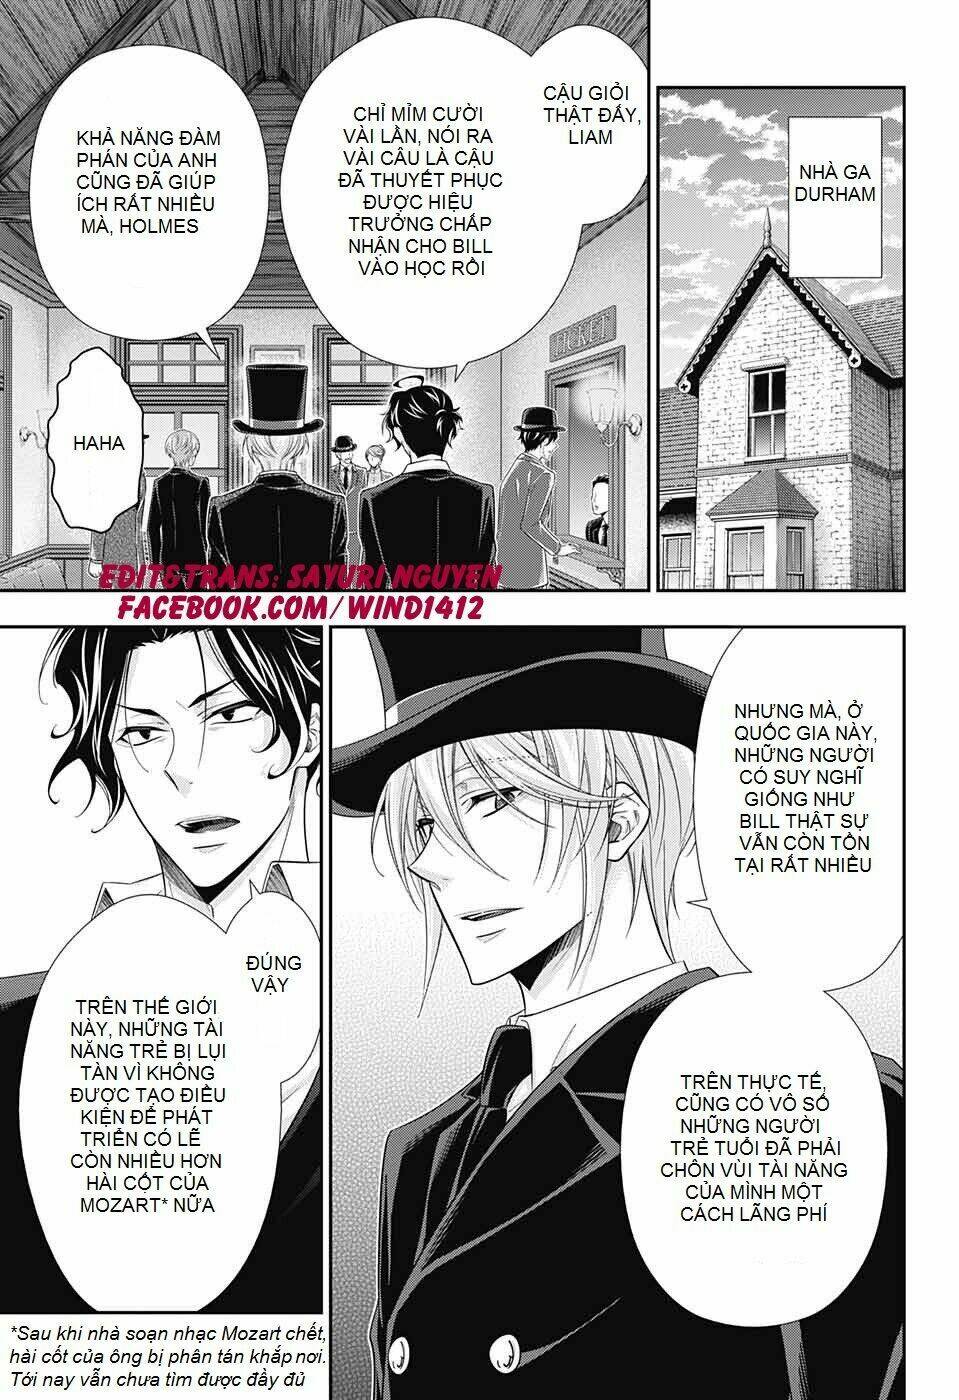 NHÀ GA
DURHAM
CẬU GIỎI
THẬT ĐẤY,
LIAM
CHỈ MỈM CƯỜI
VÀI LẦN, NÓI RA
VÀI CÂU LÀ CẬU
ĐÃ THUYẾT PHỤC
ĐƯỢC HIỆU
TRƯỞNG CHẤP
NHẬN CHO BILL
VÀO HỌC RỒI
KHẢ NĂNG ĐÀM
PHÁN CỦA ANH
CŨNG ĐÃ GIÚP
ÍCH RẤT NHIỀU
MÀ, HOLMES
TICKET
HAHA
EDIT&TRANS: SAYURI NGUYEN
FACEBOOK.COM/WIND1412
NHƯNG MÀ, Ở
QUỐC GIA NÀY,
NHỮNG NGƯỜI
CÓ SUY NGHĨ
GIỐNG NHƯ
BILL THẬT SỰ
VẪN CÒN TỒN
TẠI RẤT NHIỀU
TRÊN THỰC TẾ,
CŨNG CÓ VÔ SỐ
NHỮNG NGƯỜI
TRẺ TUỔI ĐÃ PHẢI
CHÔN VÙI TÀI NĂNG
CỦA MÌNH MỘT
CÁCH LÃNG PHÍ
ĐÚNG
VẬY
TRÊN THẾ GIỚI
NÀY, NHỮNG TÀI
NĂNG TRẺ BỊ LỤI
TÀN VÌ KHÔNG
ĐƯỢC TẠO ĐIỀU
KIỆN ĐỂ PHÁT
TRIỂN CÓ LẼ
CÒN NHIỀU HƠN
HÀI CỐT CỦA
MOZART* NỮA
*Sau khi nhà soạn nhạc Mozart chết,
hài cốt của ông bị phân tán khắp nơi.
Tới nay vẫn chưa tìm được đầy đủ